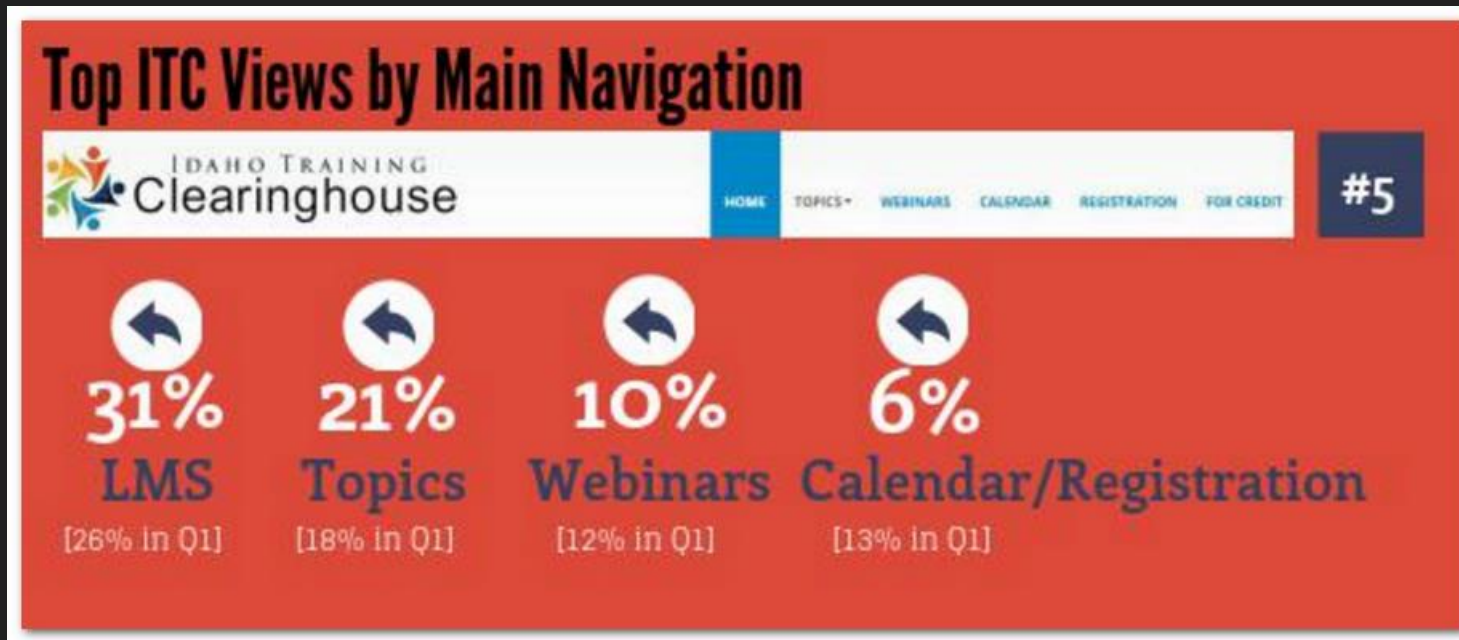 Top ITC Views by Main Navigation
IDAHO TRAINING
Clearinghouse
HOME TOPICS WEBINARS CALENDAR REGISTRATION FOR CREDIT
#5
31% 21% 10% 6%
LMS Topics Webinars Calendar/Registration
[26% in Q1] [18% in Q1] [12% in Q1] [13% in Q1]